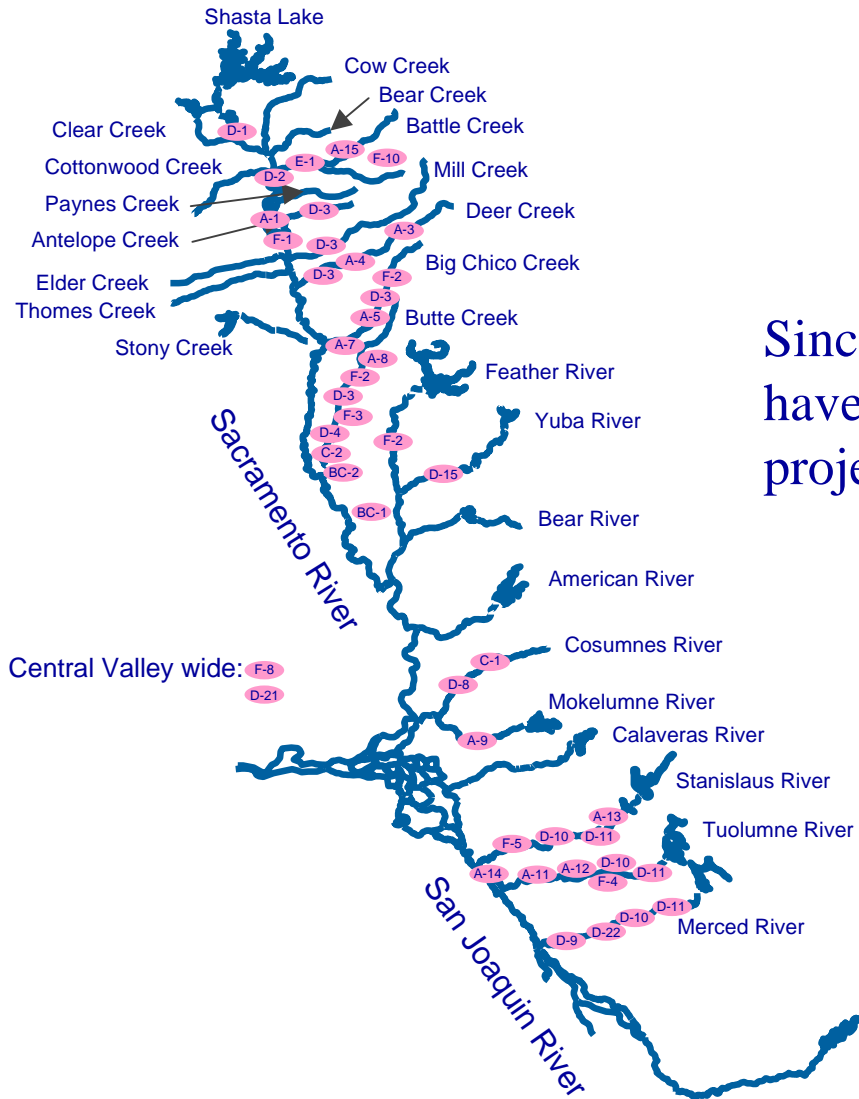 Shasta Lake
Cow Creek
Bear Creek
Clear Creek
D-1
Battle Creek
A-15
E-1
F-10
Cottonwood Creek
D-2
Mill Creek
Paynes Creek
D-3
Deer Creek
A-1
Antelope Creek
F-1
A-3
D-3
A-4
Big Chico Creek
Elder Creek
D-3
F-2
Thomes Creek
D-3
A-5
Butte Creek
Stony Creek
A-7
A-8
Feather River
F-2
D-3
F-3
Yuba River
D-4
F-2
C-2
BC-2
D-15
BC-1
Bear River
Sacramento River
American River
Cosumnes River
C-1
Central Valley wide:
F-8
D-8
D-21
Mokelumne River
A-9
Calaveras River
Stanislaus River
A-13
Tuolumne River
F-5
D-10
D-11
A-14
A-11
A-12
D-10
F-4
D-11
D-11
D-10
Merced River
D-22
D-9
San Joaquin River
Sinc
have
proje